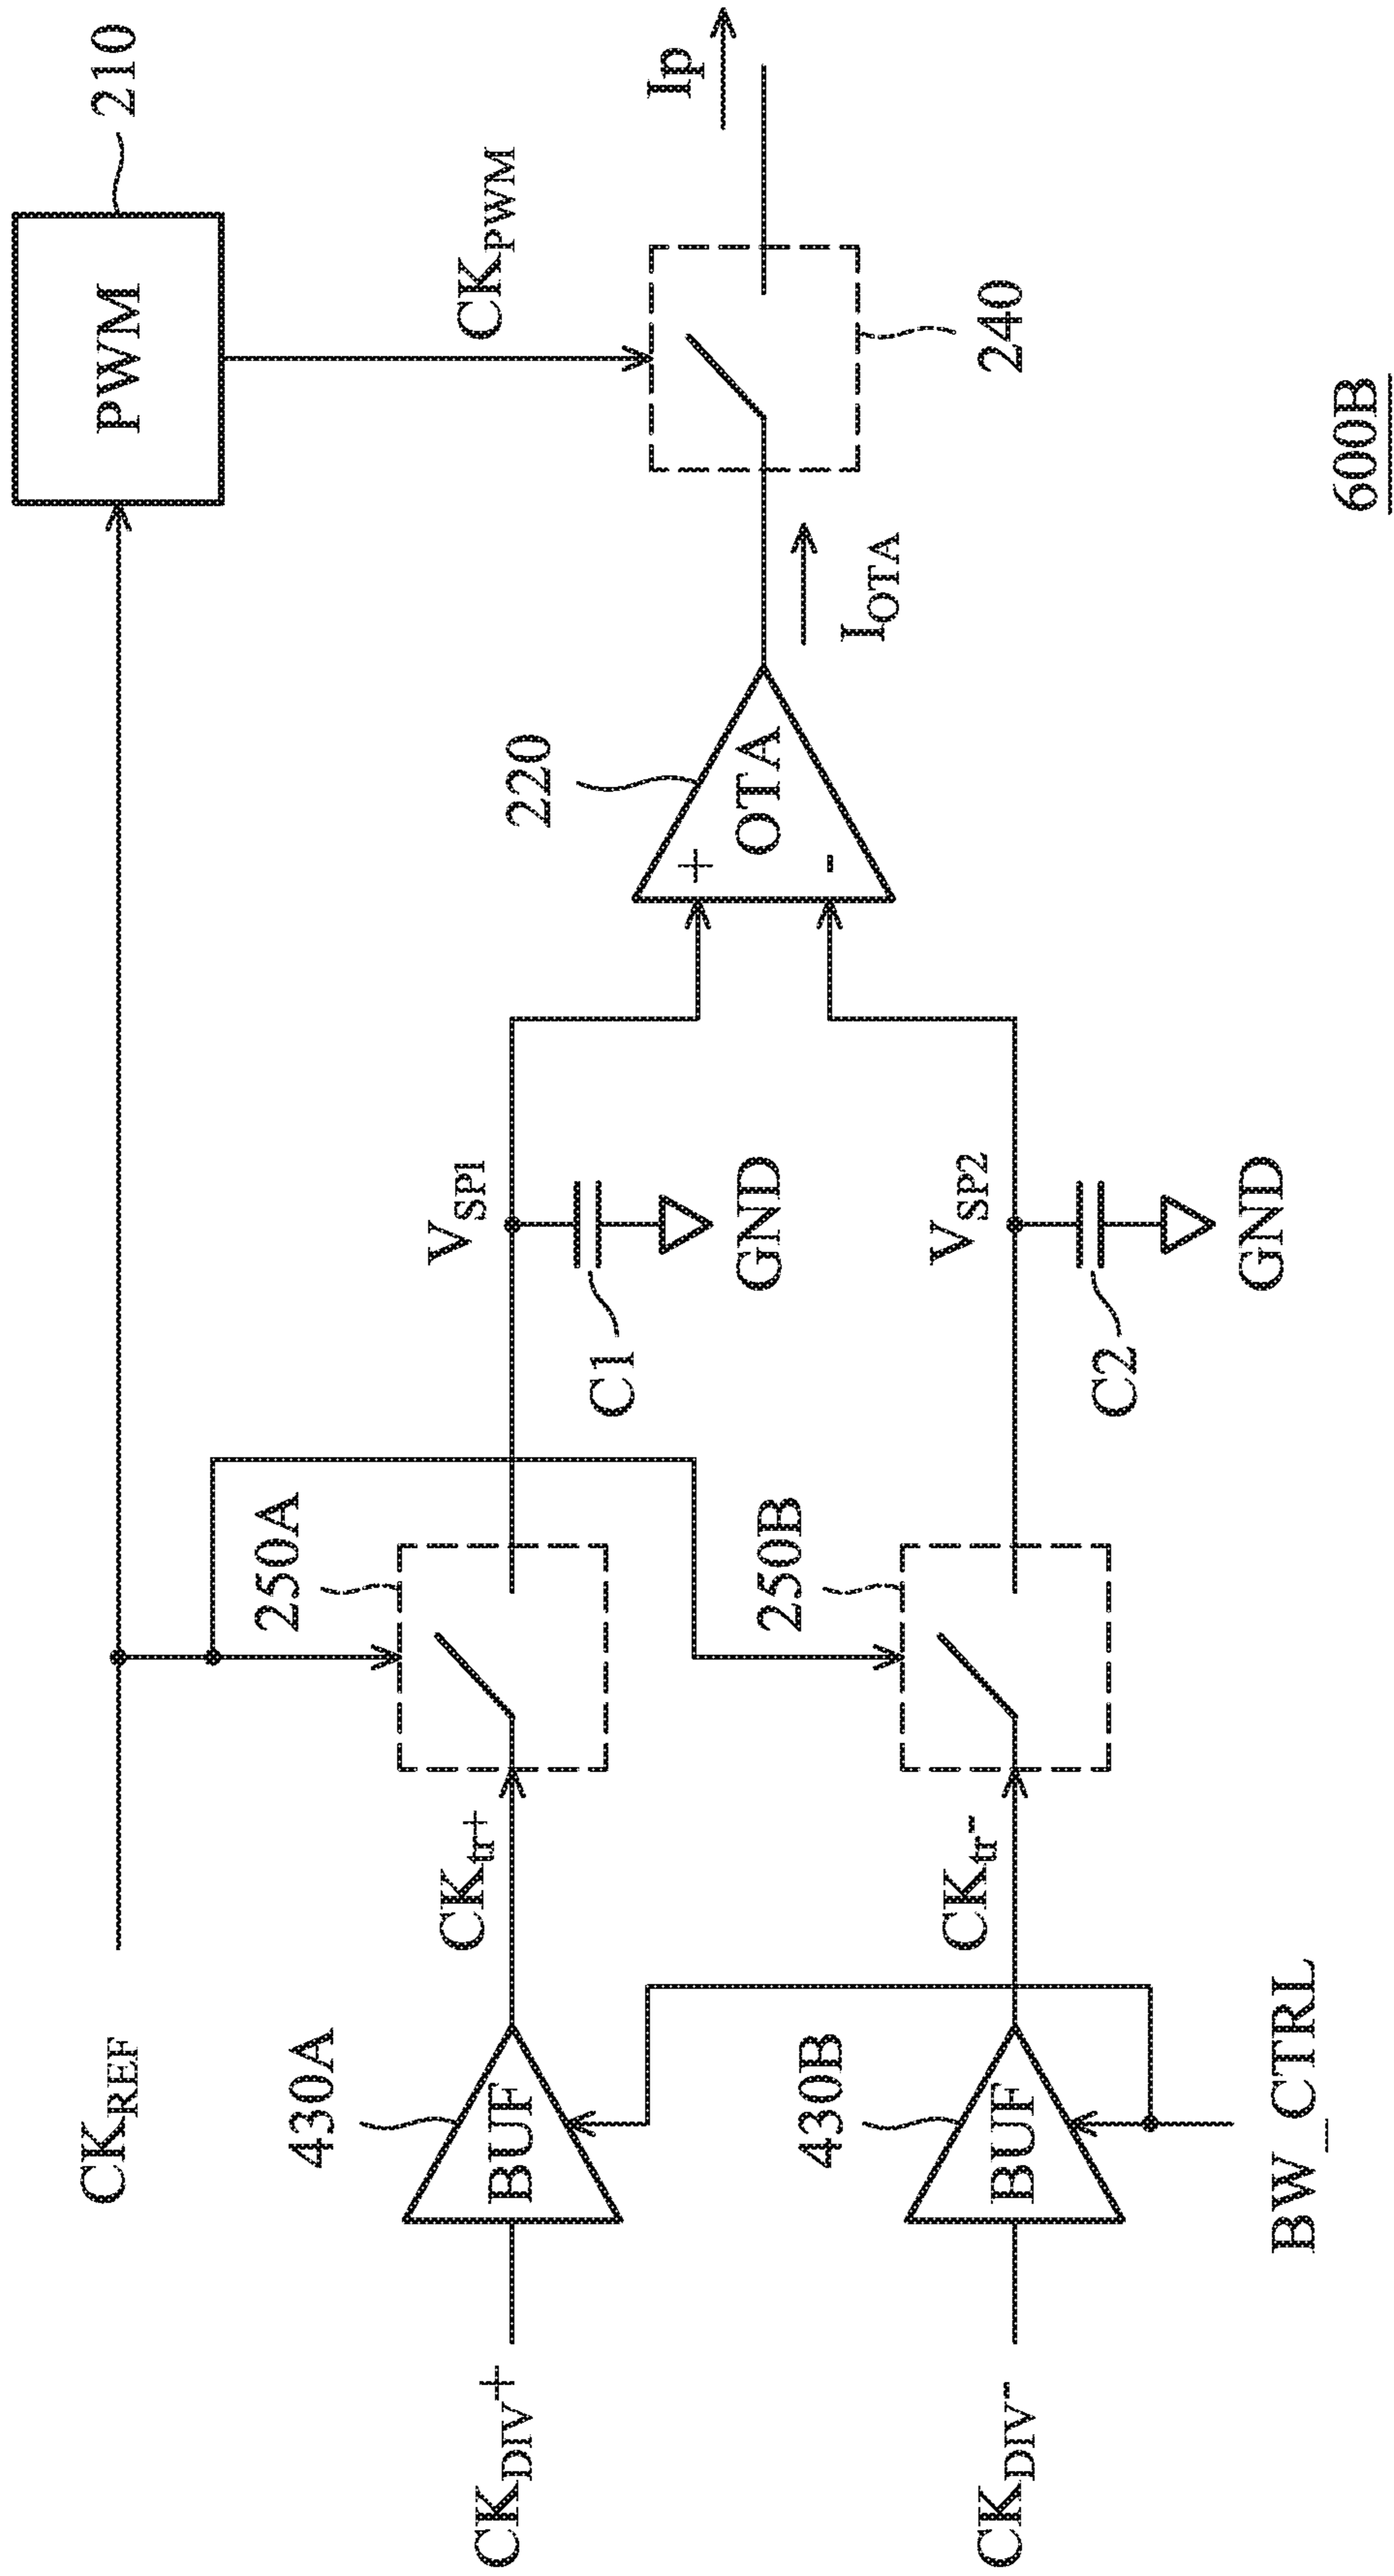 CKREF
PWM
210
CKPWM
250A
430A
CKDIV+
BUF
CKtr+
VSP1
C1
GND
220
+
OTA
-
IOTA
Ip
240
250B
430B
CKDIV-
BUF
CKtr-
VSP2
C2
GND
BW_CTRL
600B